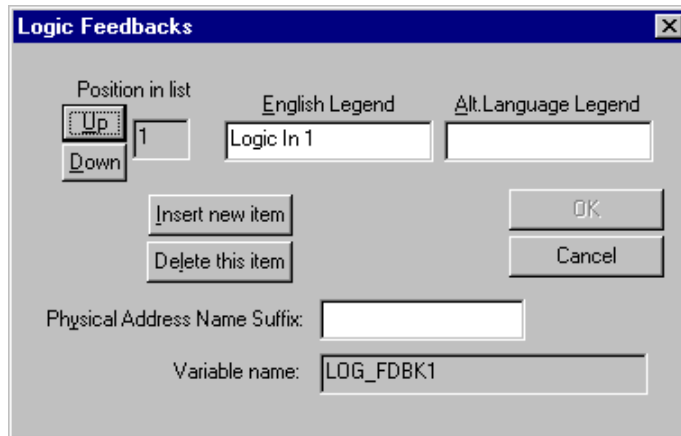 Logic Feedbacks
Position in list
Up
1
Down
English Legend
Logic In 1
Alt.Language Legend
Insert new item
Delete this item
OK
Cancel
Physical Address Name Suffix:
Variable name:
LOG_FDBK1